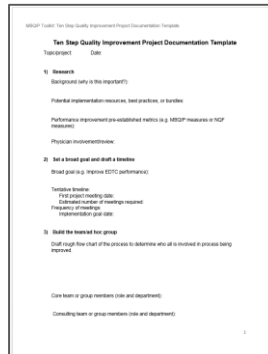 MBQIP Toolkit: Ten Step Quality Improvement Project Documentation Template
Ten Step Quality Improvement Project Documentation Template
Topic/project: Date:
1) Research
Background (why is this important?):
Potential implementation resources, best practices, or bundles:
Performance improvement pre-established metrics (e.g. MBQIP measures or NQF
measures):
Physician involvement/review:
2) Set a broad goal and draft a timeline
Broad goal (e.g. Improve EDTC performance):
Tentative timeline:
First project meeting date:
Estimated number of meetings required:
Frequency of meetings:
Implementation goal date:
3) Build the team/ad hoc group
Draft rough flow chart of the process to determine who all is involved in process being
improved.
Core team or group members (role and department):
Consulting team or group members (role and department):
1